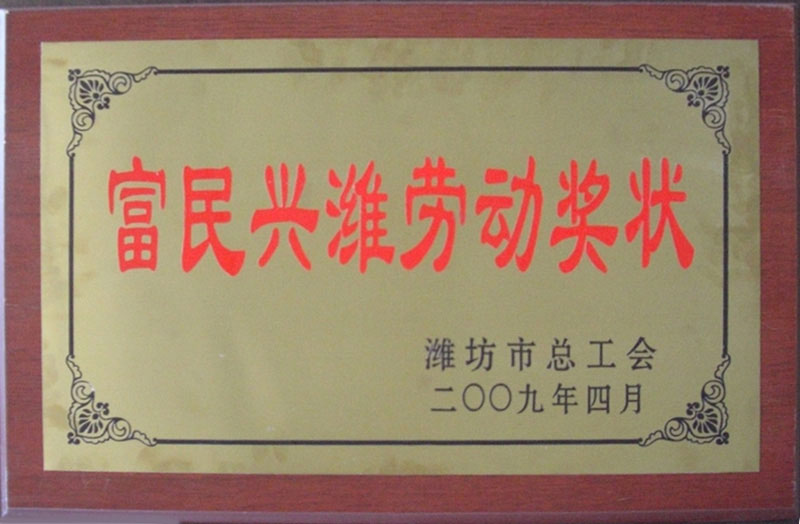 富民兴潍劳动奖状
潍坊市总工会
二〇〇九年四月